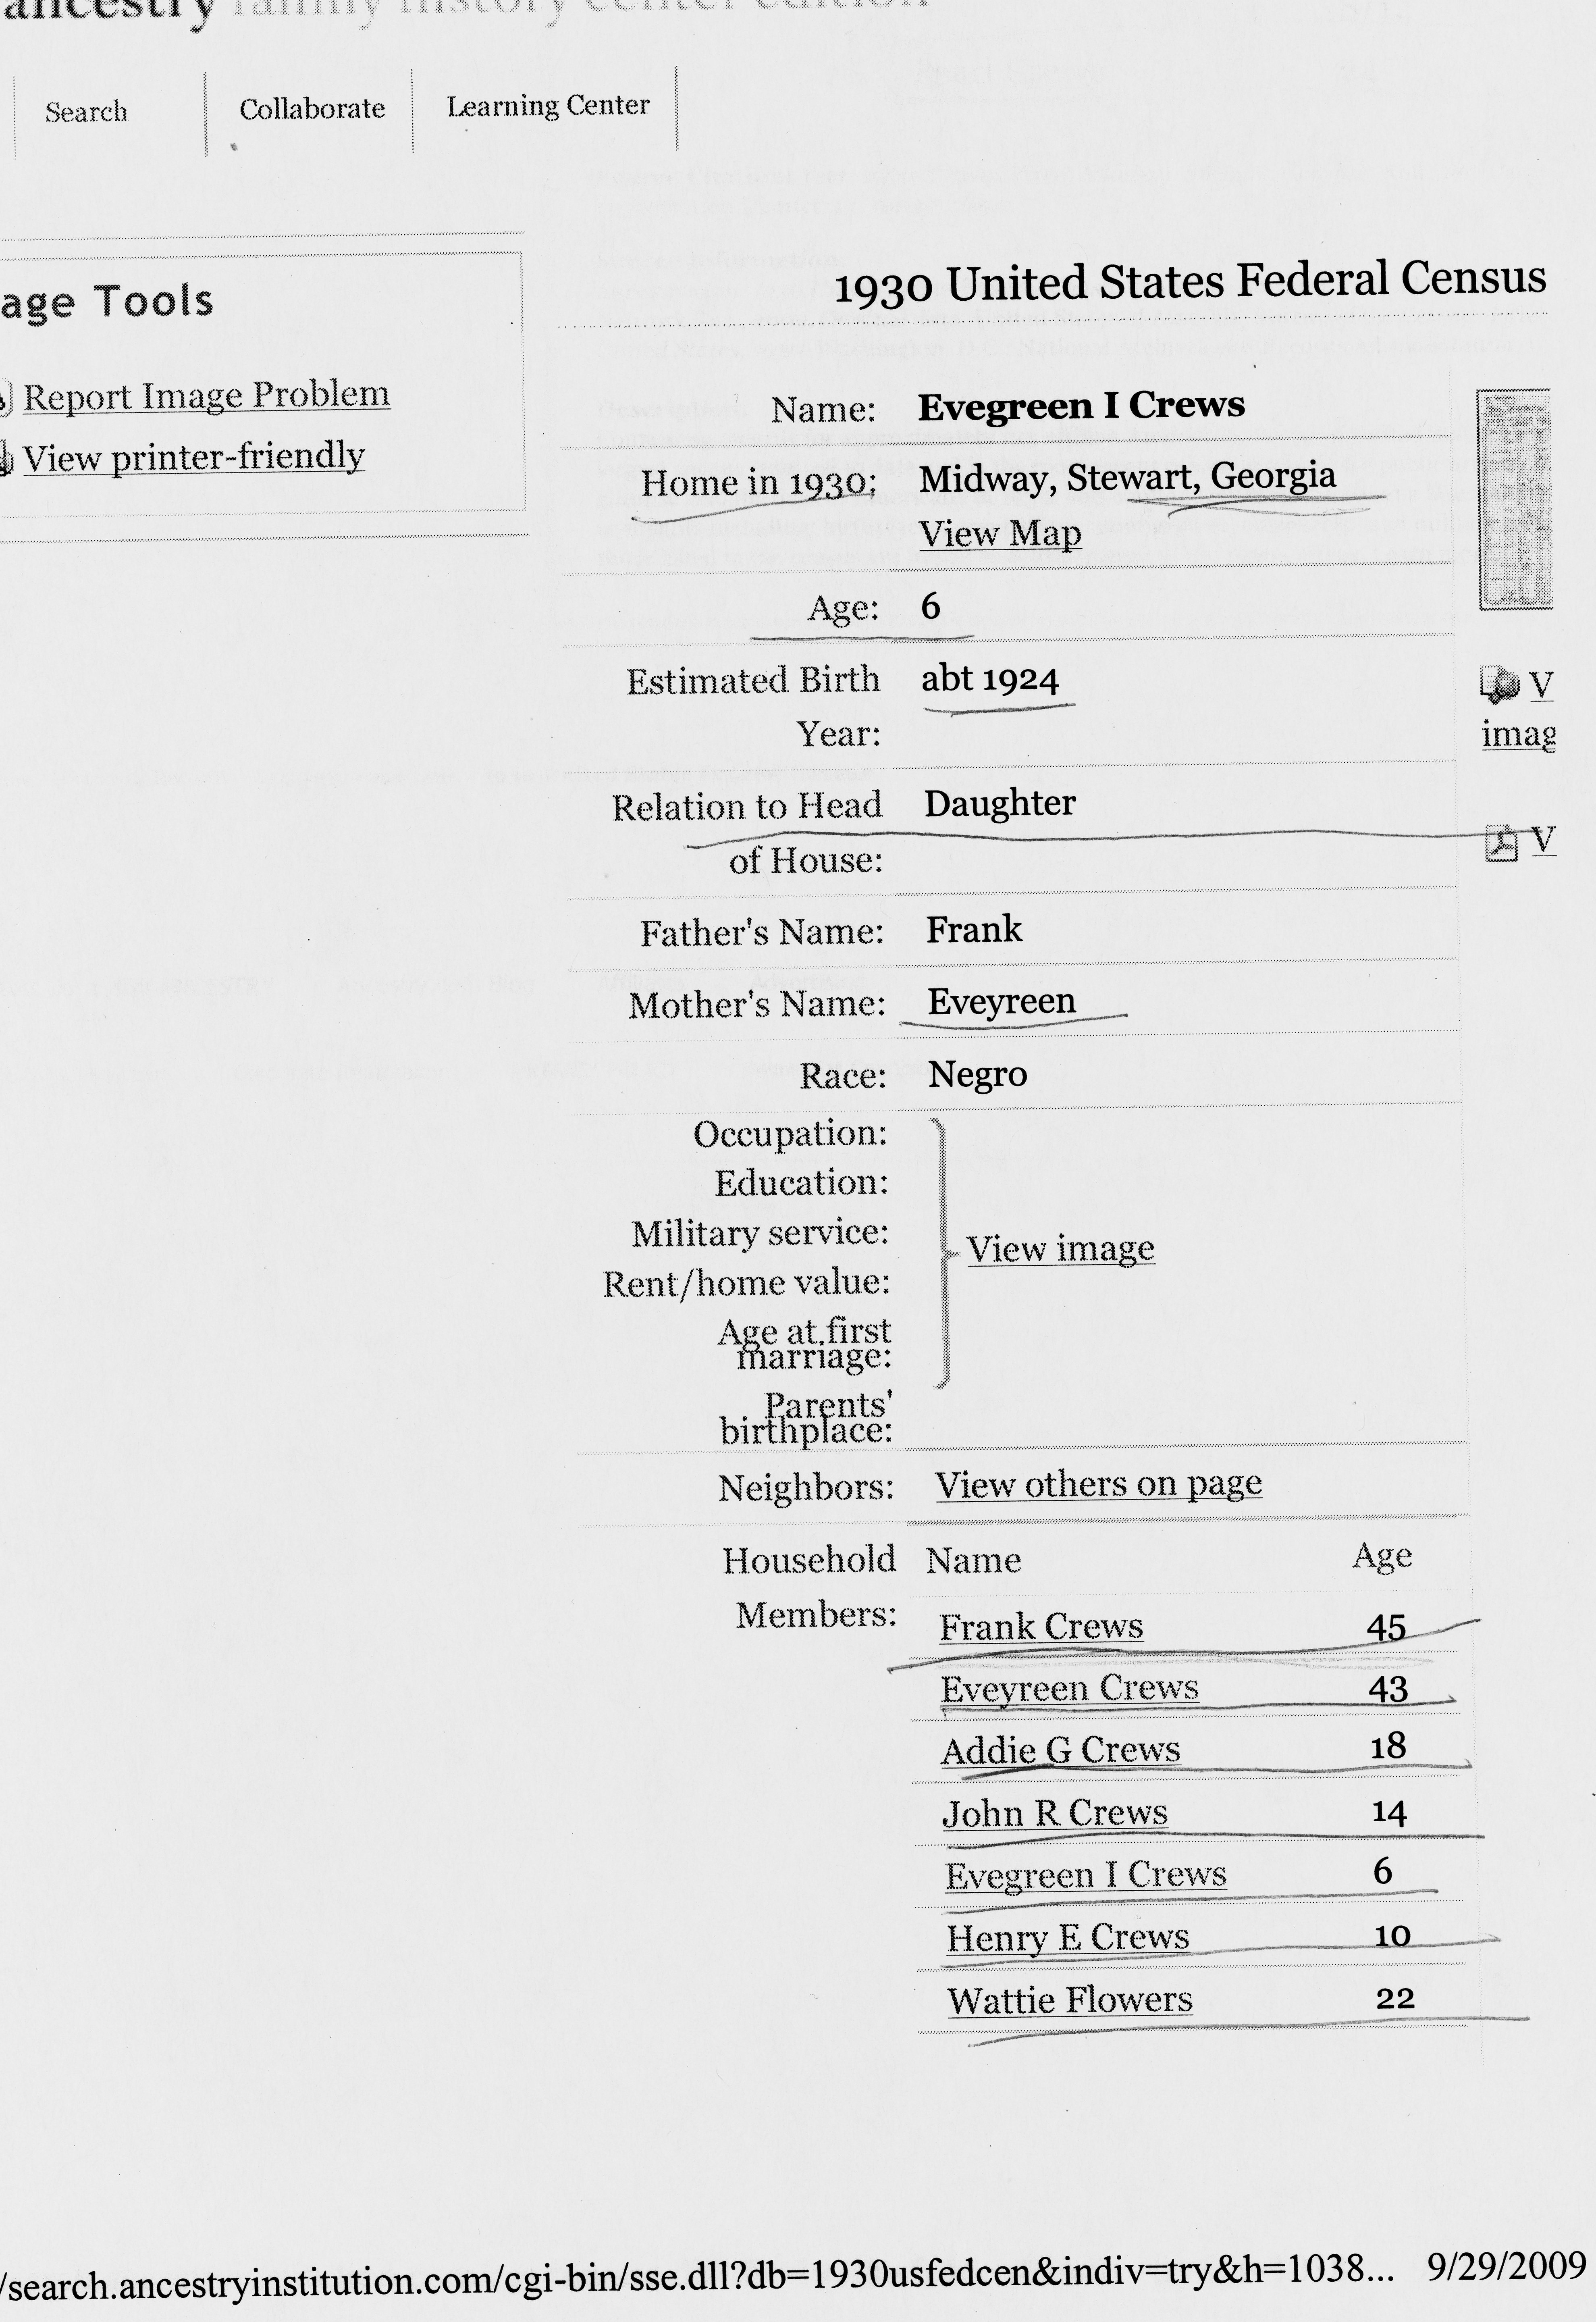 ancestry family history center edition
Search
Collaborate
Learning Center
age Tools
Report Image Problem
View printer-friendly
1930 United States Federal Census
Name: Evegreen I Crews
Home in 1930: Midway, Stewart, Georgia
View Map
Age: 6
Estimated Birth abt 1924
Year:
V
imag
Relation to Head Daughter
of House:
V
Father's Name: Frank
Mother's Name: Eveyreen
Race: Negro
Occupation:
Education:
Military service:
View image
Rent/home value:
Age at first
marriage:
Parents'
birthplace:
Neighbors: View others on page
Household Name Age
Members:
Frank Crews 45
Eveyreen Crews 43
Addie G Crews 18
John R Crews 14
Evegreen I Crews 6
Henry E Crews 10
Wattie Flowers 22
/search.ancestryinstitution.com/cgi-bin/sse.dll?db=1930usfedcen&indiv=try&h=1038... 9/29/2009